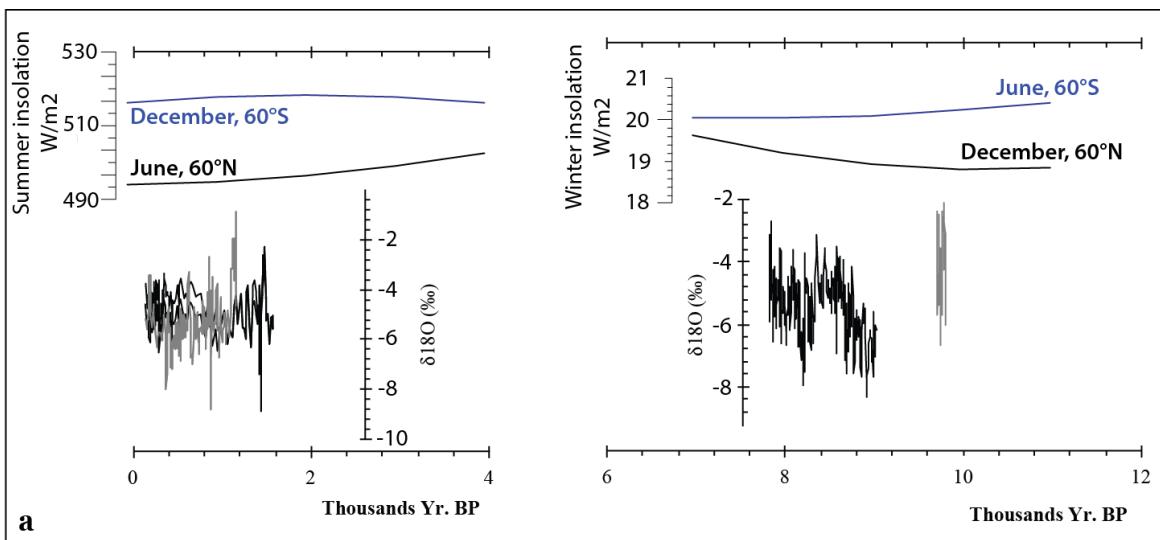 Summer insolation
W/m2
530
510
490
December, 60°S
June, 60°N
-2
-4
-6
-8
-10
δ18O (‰)
0
2
4
Thousands Yr. BP
a
Winter insolation
W/m2
21
20
19
18
June, 60°S
December, 60°N
-2
-4
-6
-8
δ18O (‰)
6
8
10
12
Thousands Yr. BP